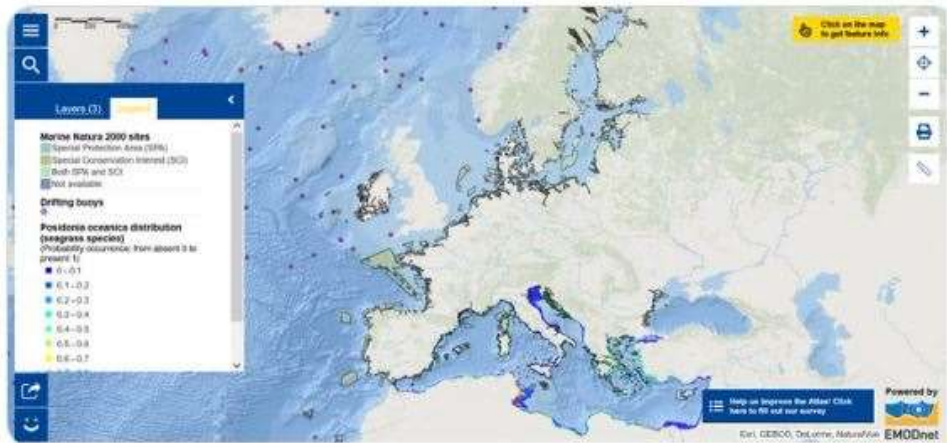 Click on the map
to get feature info
Layers (3)
Legend
Marine Natura 2000 sites
Special Protection Area (SPA)
Special Conservation Interest (SCI)
Both SPA and SCI
Not available
Drifting buoys
Posidonia oceanica distribution
(seagrass species)
(Probability occurrence: from absent 0 to
present 1)
0 - 0.1
0.1 - 0.2
0.2 - 0.3
0.3 - 0.4
0.4 - 0.5
0.5 - 0.6
0.6 - 0.7
Help us improve the Atlas! Click
here to fill out our survey
Powered by
EMODnet
Esri, GEBCO, DeLorme, NaturalVue